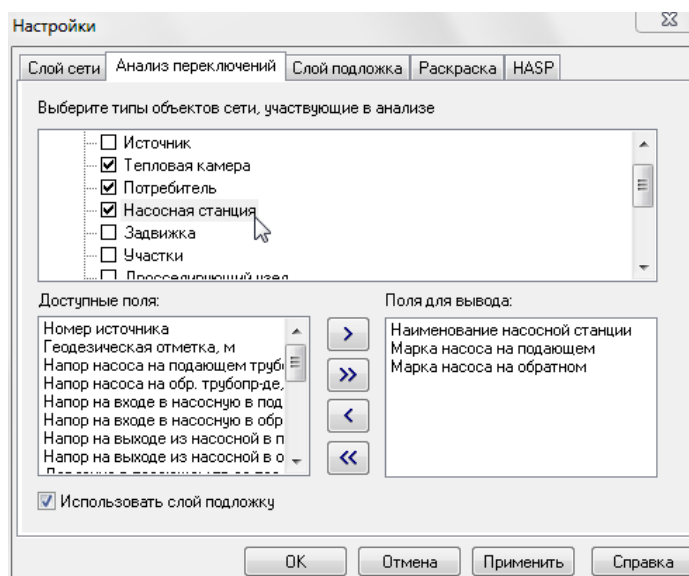 Настройки
Слой сети Анализ переключений Слой подложка Раскраска HASP
Выберите типы объектов сети, участвующие в анализе
Источник
Тепловая камера
Потребитель
Насосная станция
Задвижка
Участки
Дросселирующий узел
Доступные поля:
Поля для вывода:
Номер источника
Геодезическая отметка, м
Напор насоса на подающем трубо
Напор насоса на обр. трубопр-де,
Напор на входе в насосную в под
Напор на входе в насосную в обр
Напор на выходе из насосной в п
Напор на выходе из насосной в о
>
>>
<
<<
Наименование насосной станции
Марка насоса на подающем
Марка насоса на обратном
Использовать слой подложку
OK Отмена Применить Справка